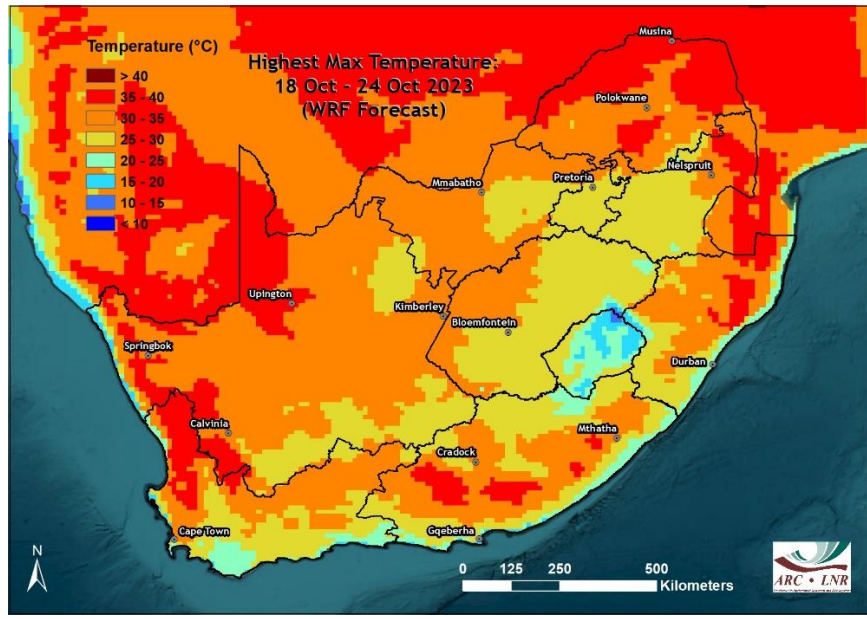 Temperature (°C)
> 40
35 - 40
30 - 35
25 - 30
20 - 25
15 - 20
10 - 15
< 10
Highest Max Temperature:
18 Oct - 24 Oct 2023
(WRF Forecast)
Musina
Polokwane
Nelspruit
Pretoria
Mmabatho
Upington
Kimberley
Bloemfontein
Springbok
Durban
Calvinia
Mthatha
Cradock
Cape Town
Gqeberha
N
0 125 250 500
Kilometers
ARC • LNR